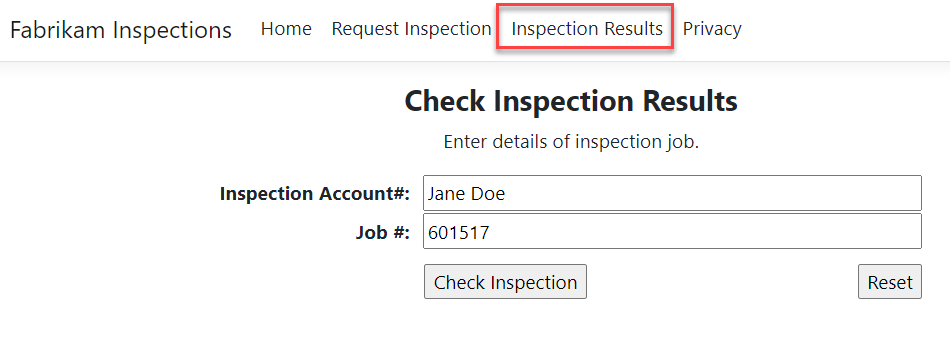 Fabrikam Inspections Home Request Inspection Inspection Results Privacy
Check Inspection Results
Enter details of inspection job.
Inspection Account#: Jane Doe
Job #: 601517
Check Inspection Reset